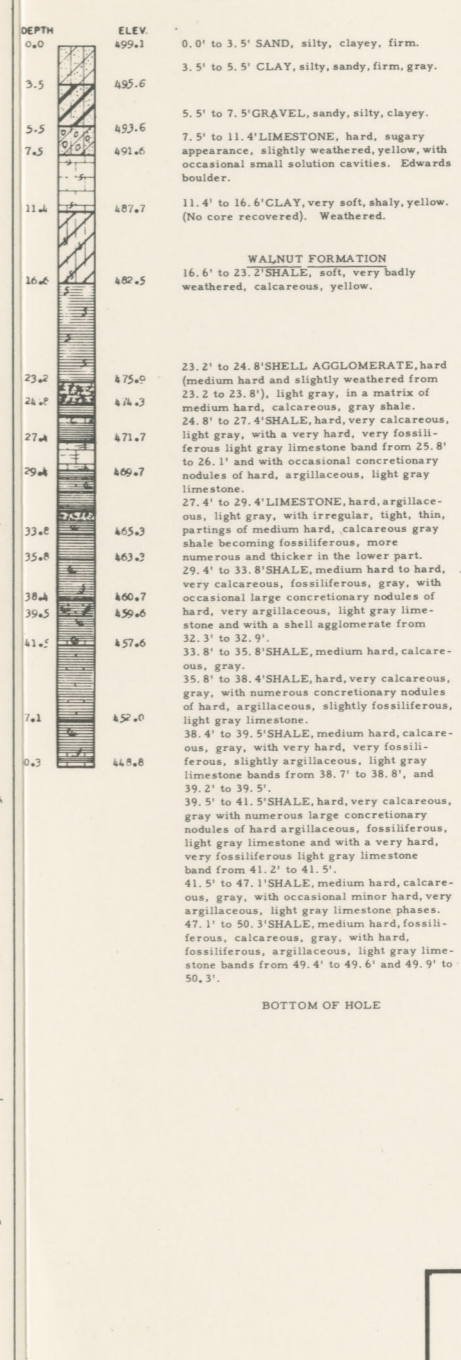 DEPTH ELEV.
0.0 499.1
3.5 495.6
5.5 493.6
7.5 491.6
11.4 487.7
16.6 482.5
23.2 475.9
24.8 474.3
27.4 471.7
29.4 469.7
33.8 465.3
35.8 463.3
38.4 460.7
39.5 459.6
41.5 457.6
7.1 452.0
0.3 448.8
0.0' to 3.5' SAND, silty, clayey, firm.
3.5' to 5.5' CLAY, silty, sandy, firm, gray.
5.5' to 7.5'GRAVEL, sandy, silty, clayey.
7.5' to 11.4'LIMESTONE, hard, sugary
appearance, slightly weathered, yellow, with
occasional small solution cavities. Edwards
boulder.
11.4' to 16.6'CLAY, very soft, shaly, yellow.
(No core recovered). Weathered.
WALNUT FORMATION
16.6' to 23.2'SHALE, soft, very badly
weathered, calcareous, yellow.
23.2' to 24.8'SHELL AGGLOMERATE, hard
(medium hard and slightly weathered from
23.2 to 23.8'), light gray, in a matrix of
medium hard, calcareous, gray shale.
24.8' to 27.4'SHALE, hard, very calcareous,
light gray, with a very hard, very fossili-
ferous light gray limestone band from 25.8'
to 26.1' and with occasional concretionary
nodules of hard, argillaceous, light gray
limestone.
27.4' to 29.4'LIMESTONE, hard, argillace-
ous, light gray, with irregular, tight, thin,
partings of medium hard, calcareous gray
shale becoming fossiliferous, more
numerous and thicker in the lower part.
29.4' to 33.8'SHALE, medium hard to hard,
very calcareous, fossiliferous, gray, with
occasional large concretionary nodules of
hard, very argillaceous, light gray lime-
stone and with a shell agglomerate from
32.3' to 32.9'.
33.8' to 35.8'SHALE, medium hard, calcare-
ous, gray.
35.8' to 38.4'SHALE, hard, very calcareous,
gray, with numerous concretionary nodules
of hard, argillaceous, slightly fossiliferous,
light gray limestone.
38.4' to 39.5'SHALE, medium hard, calcare-
ous, gray, with very hard, very fossili-
ferous, slightly argillaceous, light gray
limestone bands from 38.7' to 38.8', and
39.2' to 39.5'.
39.5' to 41.5'SHALE, hard, very calcareous,
gray with numerous large concretionary
nodules of hard argillaceous, fossiliferous,
light gray limestone and with a very hard,
very fossiliferous light gray limestone
band from 41.2' to 41.5'.
41.5' to 47.1'SHALE, medium hard, calcare-
ous, gray, with occasional minor hard, very
argillaceous, light gray limestone phases.
47.1' to 50.3'SHALE, medium hard, fossili-
ferous, calcareous, gray, with hard,
fossiliferous, argillaceous, light gray lime-
stone bands from 49.4' to 49.6' and 49.9' to
50.3'.
BOTTOM OF HOLE